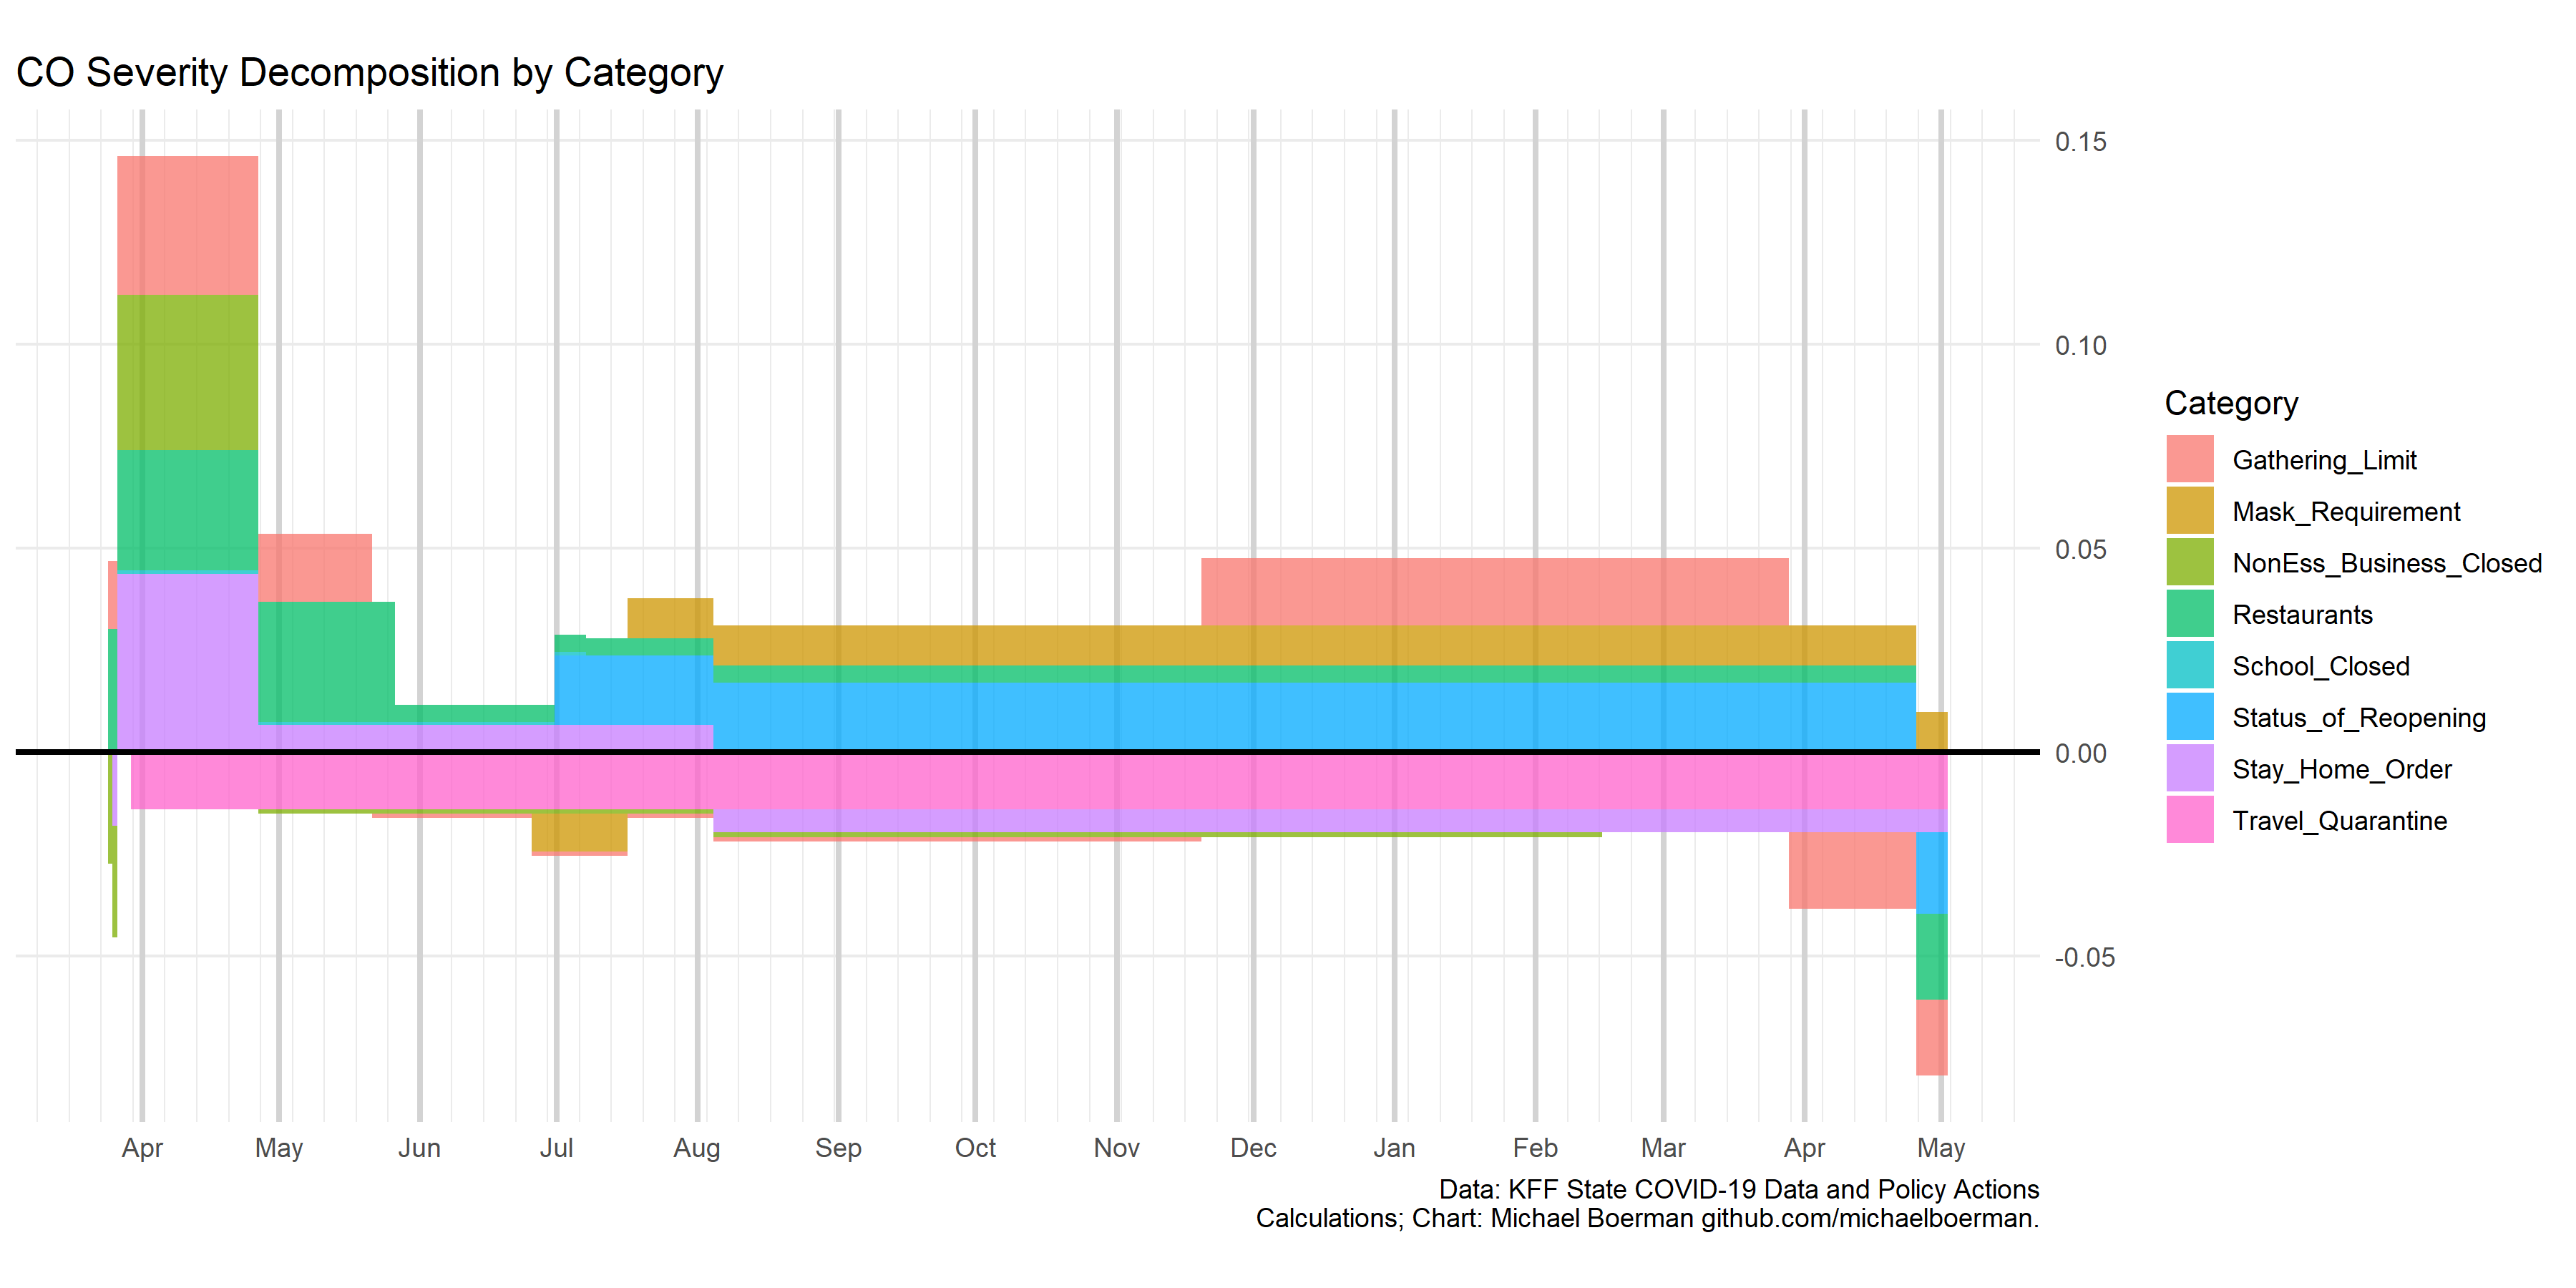 CO Severity Decomposition by Category
0.15
0.10
0.05
0.00
-0.05
Apr May Jun Jul Aug Sep Oct Nov Dec Jan Feb Mar Apr May
Data: KFF State COVID-19 Data and Policy Actions
Calculations; Chart: Michael Boerman github.com/michaelboerman.
Category
Gathering_Limit
Mask_Requirement
NonEss_Business_Closed
Restaurants
School_Closed
Status_of_Reopening
Stay_Home_Order
Travel_Quarantine